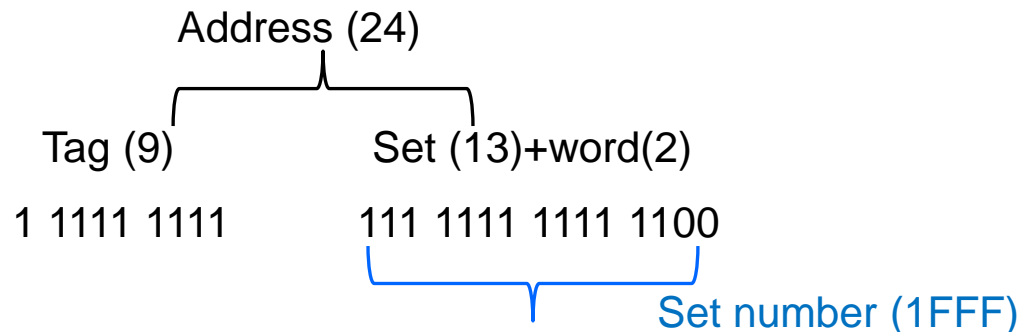 Address (24)
Tag (9) Set (13)+word(2)
1 1111 1111 111 1111 1111 1100
Set number (1FFF)